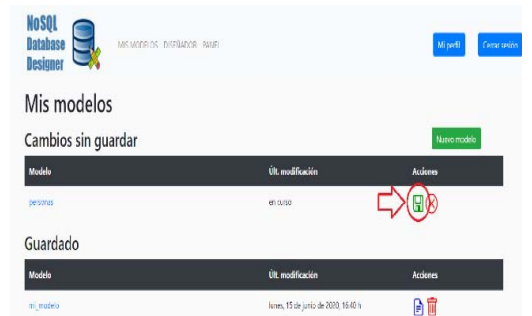 NoSQL
Database
Designer
MIS MODELOS DISEÑADOR PANEL
Mi perfil
Cerrar sesión
Mis modelos
Cambios sin guardar
Nuevo modelo
Modelo Últ. modificación Acciones
personas en curso
Guardado
Modelo Últ. modificación Acciones
mi_modelo lunes, 15 de junio de 2020, 16:40 h